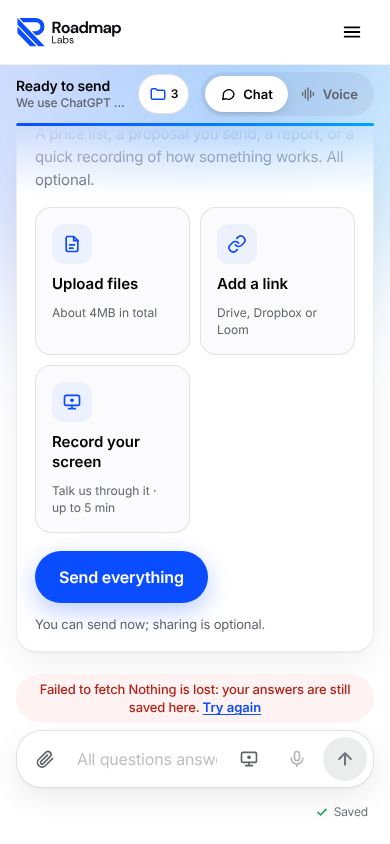 Roadmap
Labs
Ready to send
We use ChatGPT ...
3
Chat
Voice
A price list, a proposal you send, a report, or a
quick recording of how something works. All
optional.
Upload files
About 4MB in total
Add a link
Drive, Dropbox or
Loom
Record your
screen
Talk us through it ·
up to 5 min
Send everything
You can send now; sharing is optional.
Failed to fetch Nothing is lost: your answers are still
saved here. Try again
All questions answ
Saved